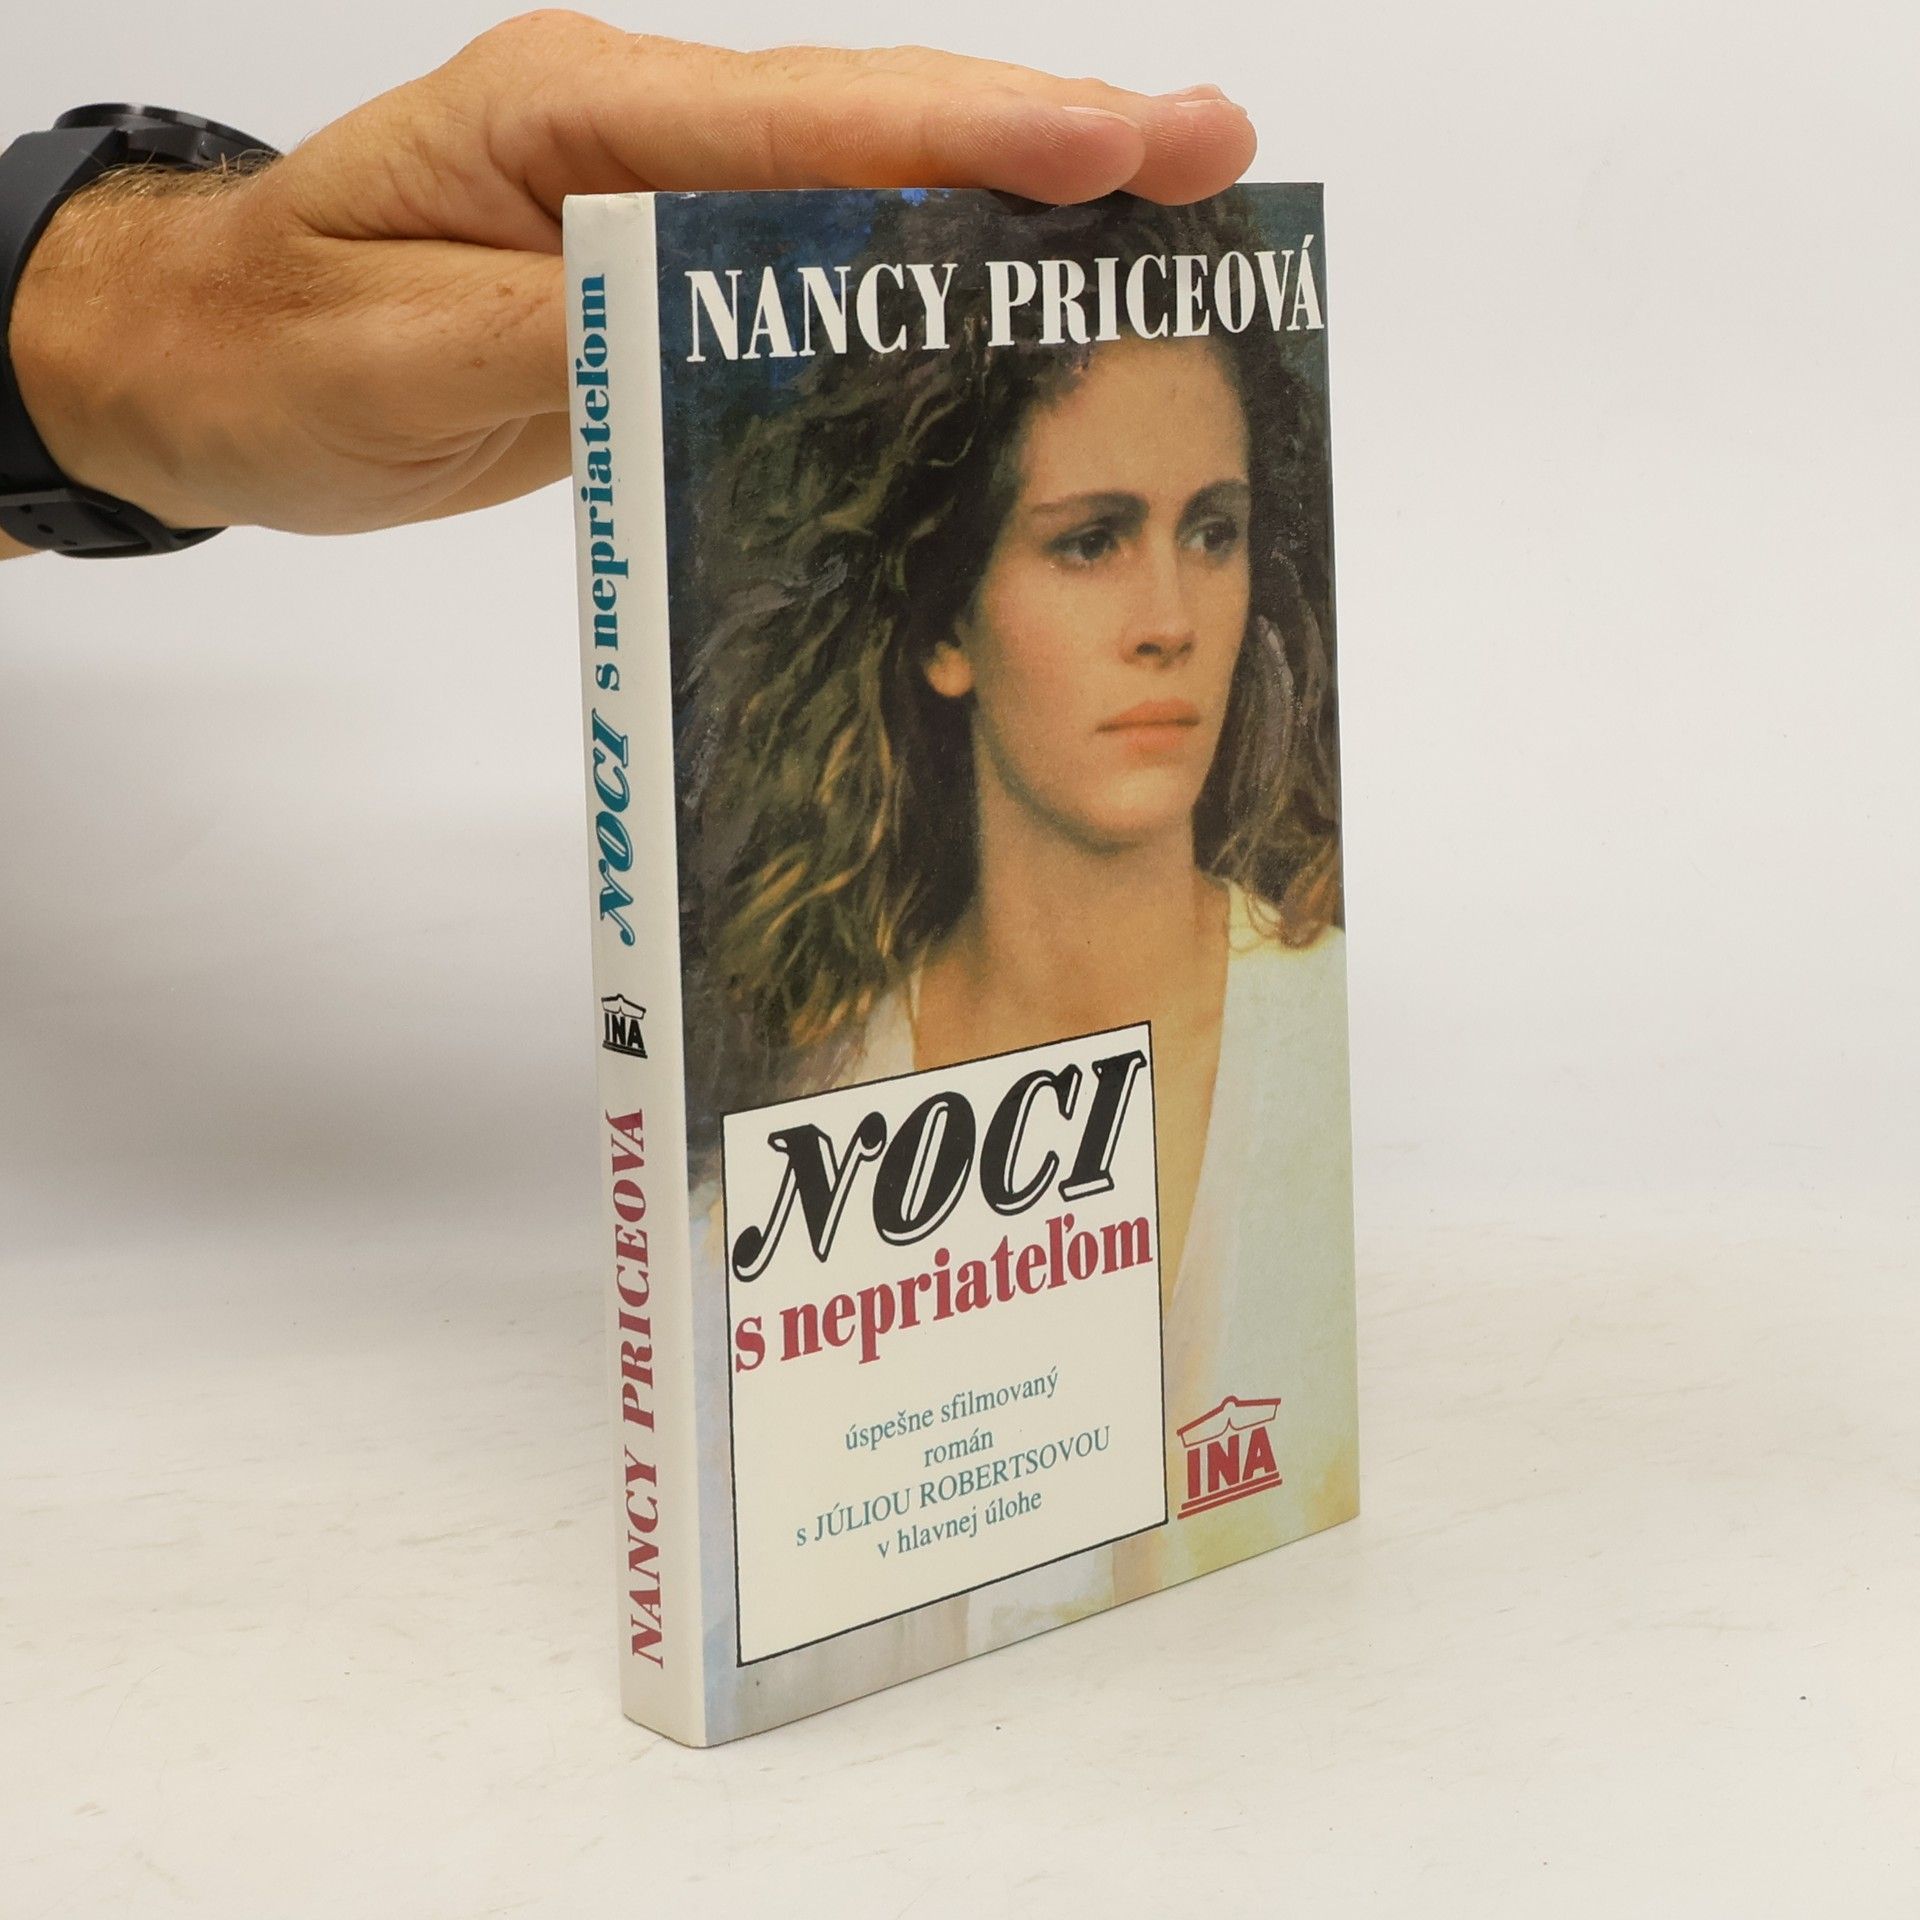 NANCY PRICEOVÁ
NOCI
s nepriateľom
úspešne sfilmovaný
román
s JÚLIOU ROBERTSOVOU
v hlavnej úlohe
INA
NANCY PRICEOVÁ
INA
NOCI s nepriateľom